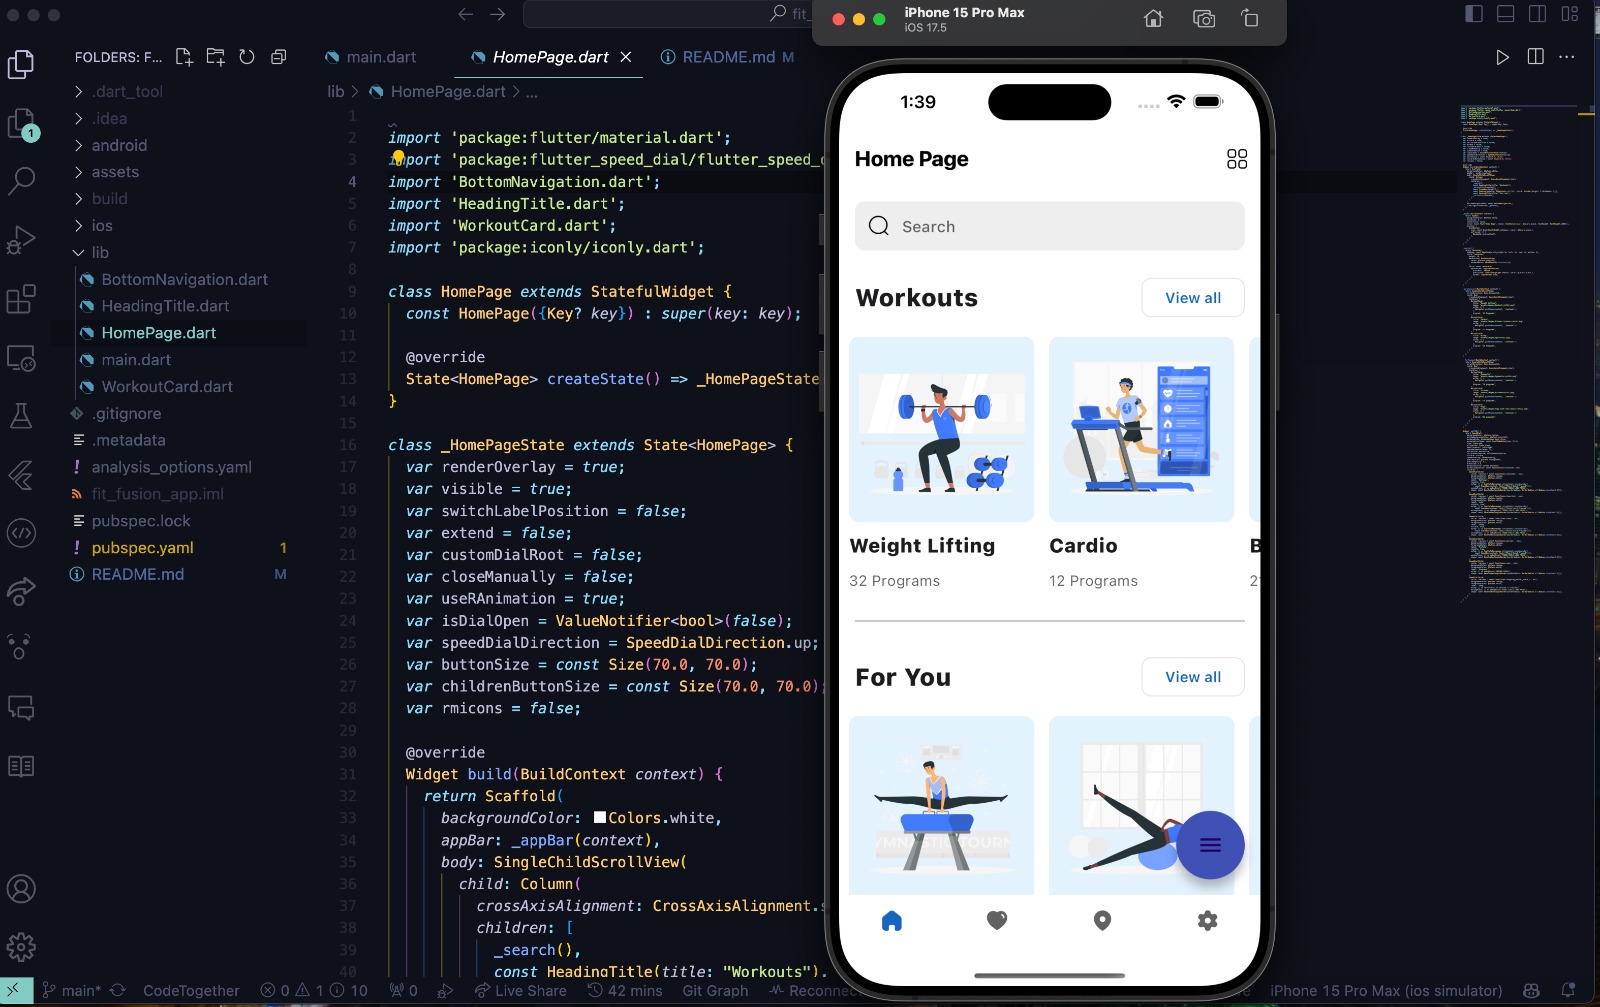 fit_
iPhone 15 Pro Max
iOS 17.5
FOLDERS: F...
main.dart
HomePage.dart
README.md M
lib > HomePage.dart > ...
.dart_tool
.idea
android
assets
build
ios
lib
BottomNavigation.dart
HeadingTitle.dart
HomePage.dart
main.dart
WorkoutCard.dart
.gitignore
.metadata
analysis_options.yaml
fit_fusion_app.iml
pubspec.lock
pubspec.yaml 1
README.md M
1
1
2 import 'package:flutter/material.dart';
3 import 'package:flutter_speed_dial/flutter_speed_
4 import 'BottomNavigation.dart';
5 import 'HeadingTitle.dart';
6 import 'WorkoutCard.dart';
7 import 'package:iconly/iconly.dart';
8
9 class HomePage extends StatefulWidget {
10 const HomePage({Key? key}) : super(key: key);
11
12 @override
13 State<HomePage> createState() => _HomePageState
14 }
15
16 class _HomePageState extends State<HomePage> {
17 var renderOverlay = true;
18 var visible = true;
19 var switchLabelPosition = false;
20 var extend = false;
21 var customDialRoot = false;
22 var closeManually = false;
23 var useRAnimation = true;
24 var isDialOpen = ValueNotifier<bool>(false);
25 var speedDialDirection = SpeedDialDirection.up;
26 var buttonSize = const Size(70.0, 70.0);
27 var childrenButtonSize = const Size(70.0, 70.0)
28 var rmicons = false;
29
30 @override
31 Widget build(BuildContext context) {
32 return Scaffold(
33 backgroundColor: Colors.white,
34 appBar: _appBar(context),
35 body: SingleChildScrollView(
36 child: Column(
37 crossAxisAlignment: CrossAxisAlignment.
38 children: [
39 _search(),
40 const HeadingTitle(title: "Workouts").
1:39
Home Page
Search
Workouts
View all
Weight Lifting
32 Programs
Cardio
12 Programs
For You
View all
main*
CodeTogether
0 1 10
0
Live Share
42 mins
Git Graph
Reconnec
iPhone 15 Pro Max (ios simulator)